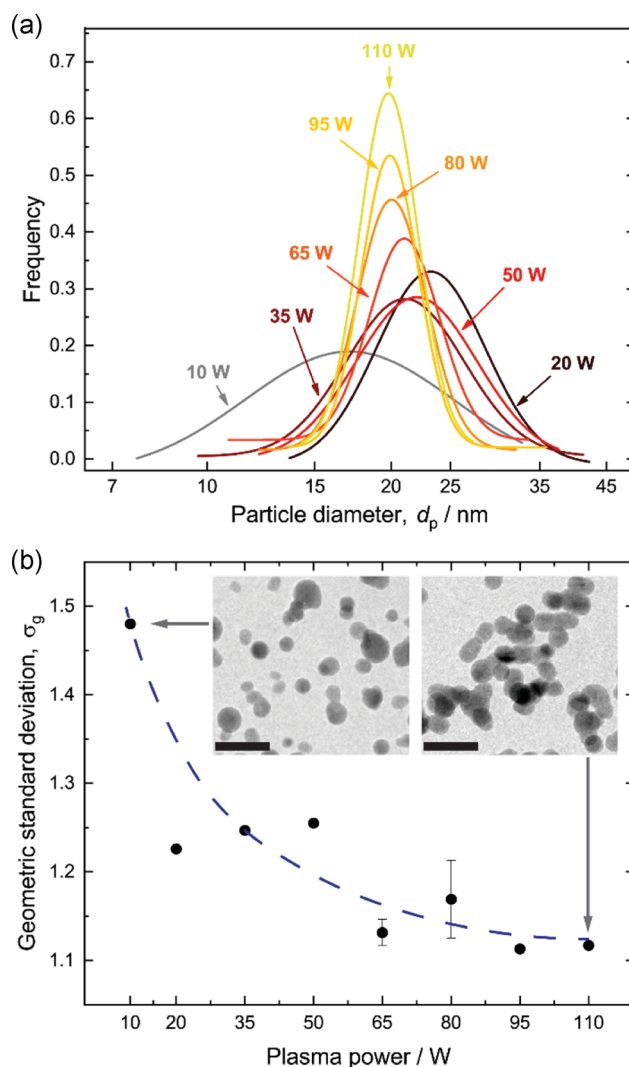 (a)
110 W
95 W
80 W
65 W
50 W
35 W
20 W
10 W
Frequency
0.7
0.6
0.5
0.4
0.3
0.2
0.1
0.0
7 10 15 20 25 35 45
Particle diameter, dp / nm
(b)
Geometric standard deviation, σg
1.5
1.4
1.3
1.2
1.1
10 20 35 50 65 80 95 110
Plasma power / W